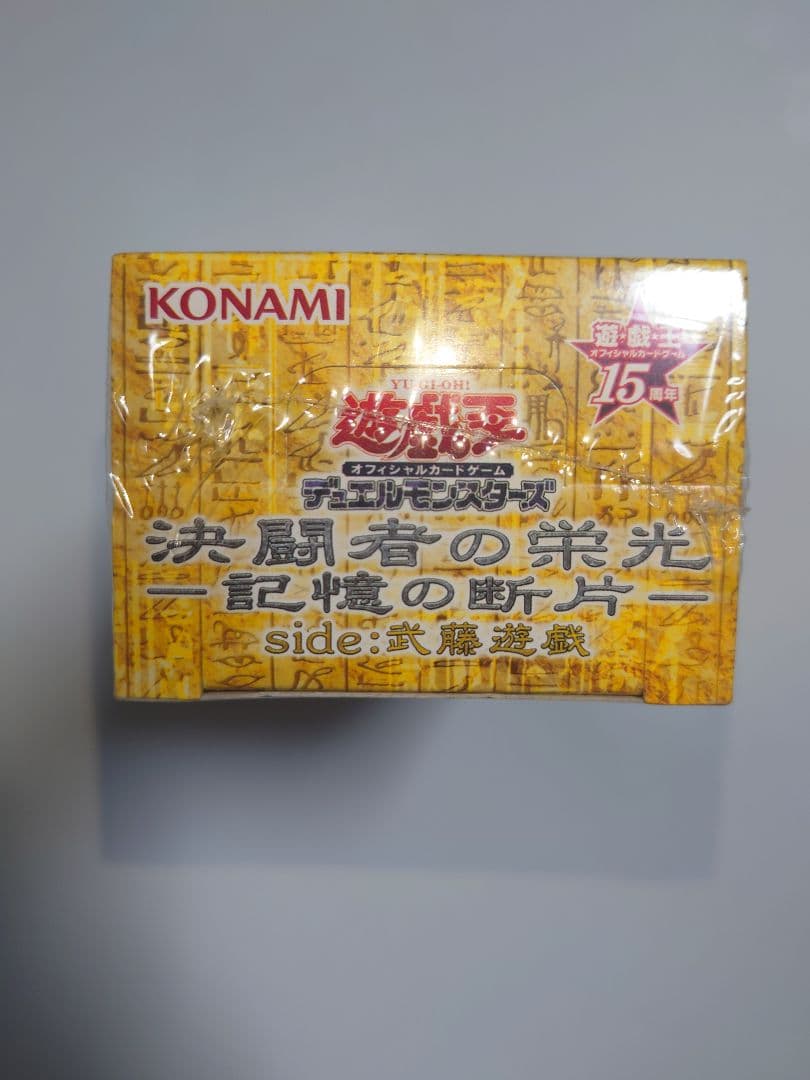 KONAMI
遊☆戯☆王
オフィシャルカードゲーム
15周年
YU-GI-OH!
遊戯王
オフィシャルカードゲーム
デュエルモンスターズ
決闘者の栄光
―記憶の断片―
side:武藤遊戯